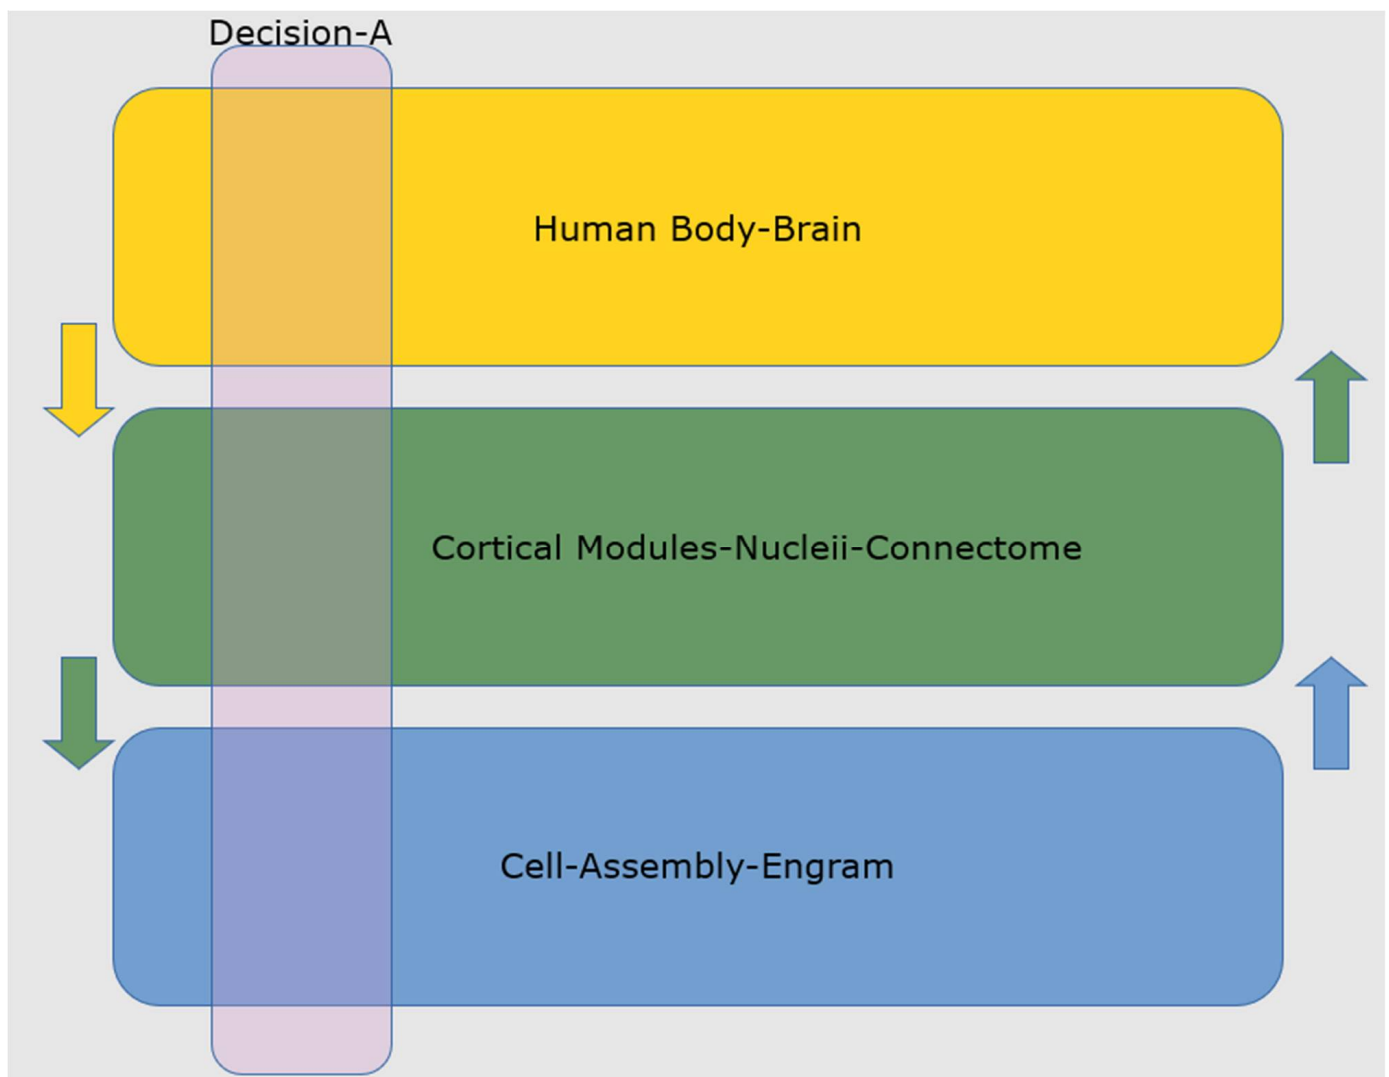 Decision-A
Human Body-Brain
Cortical Modules-Nucleii-Connectome
Cell-Assembly-Engram